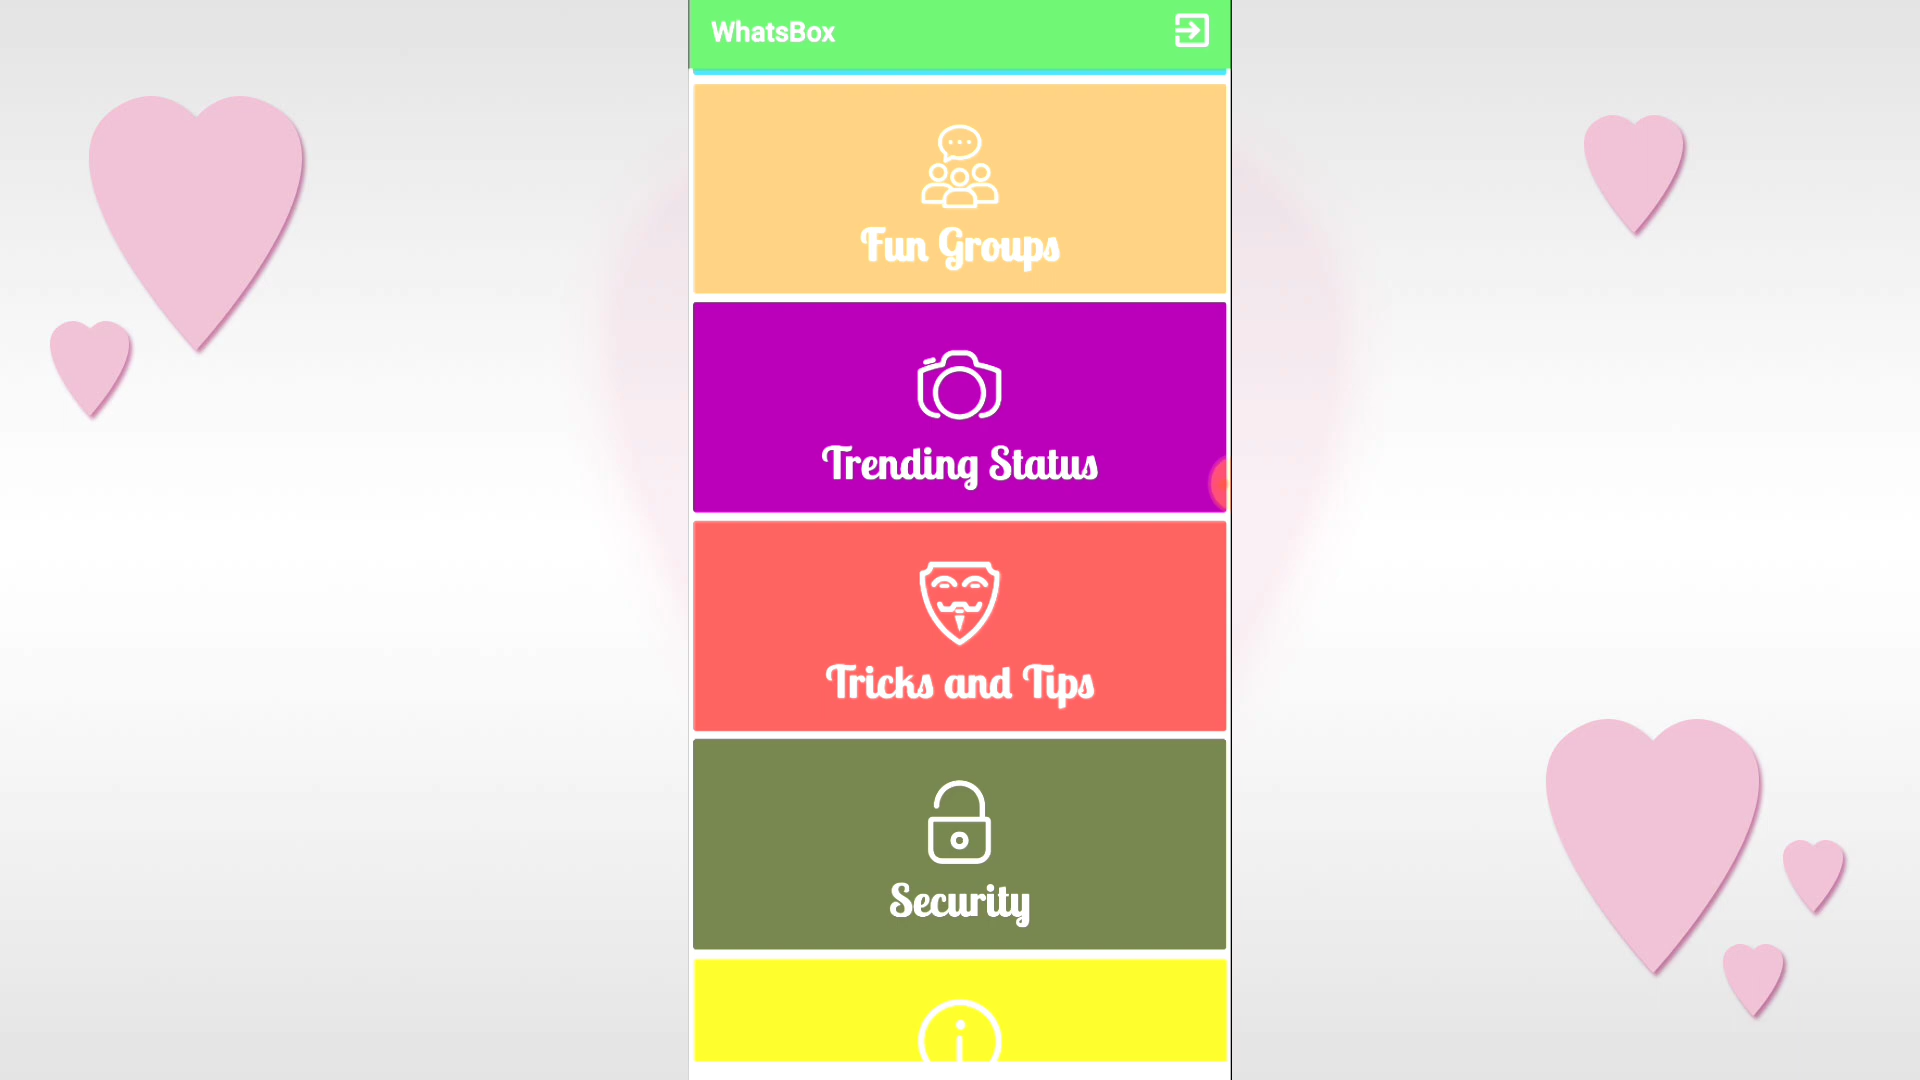 WhatsBox
Fun Groups
Trending Status
Tricks and Tips
Security